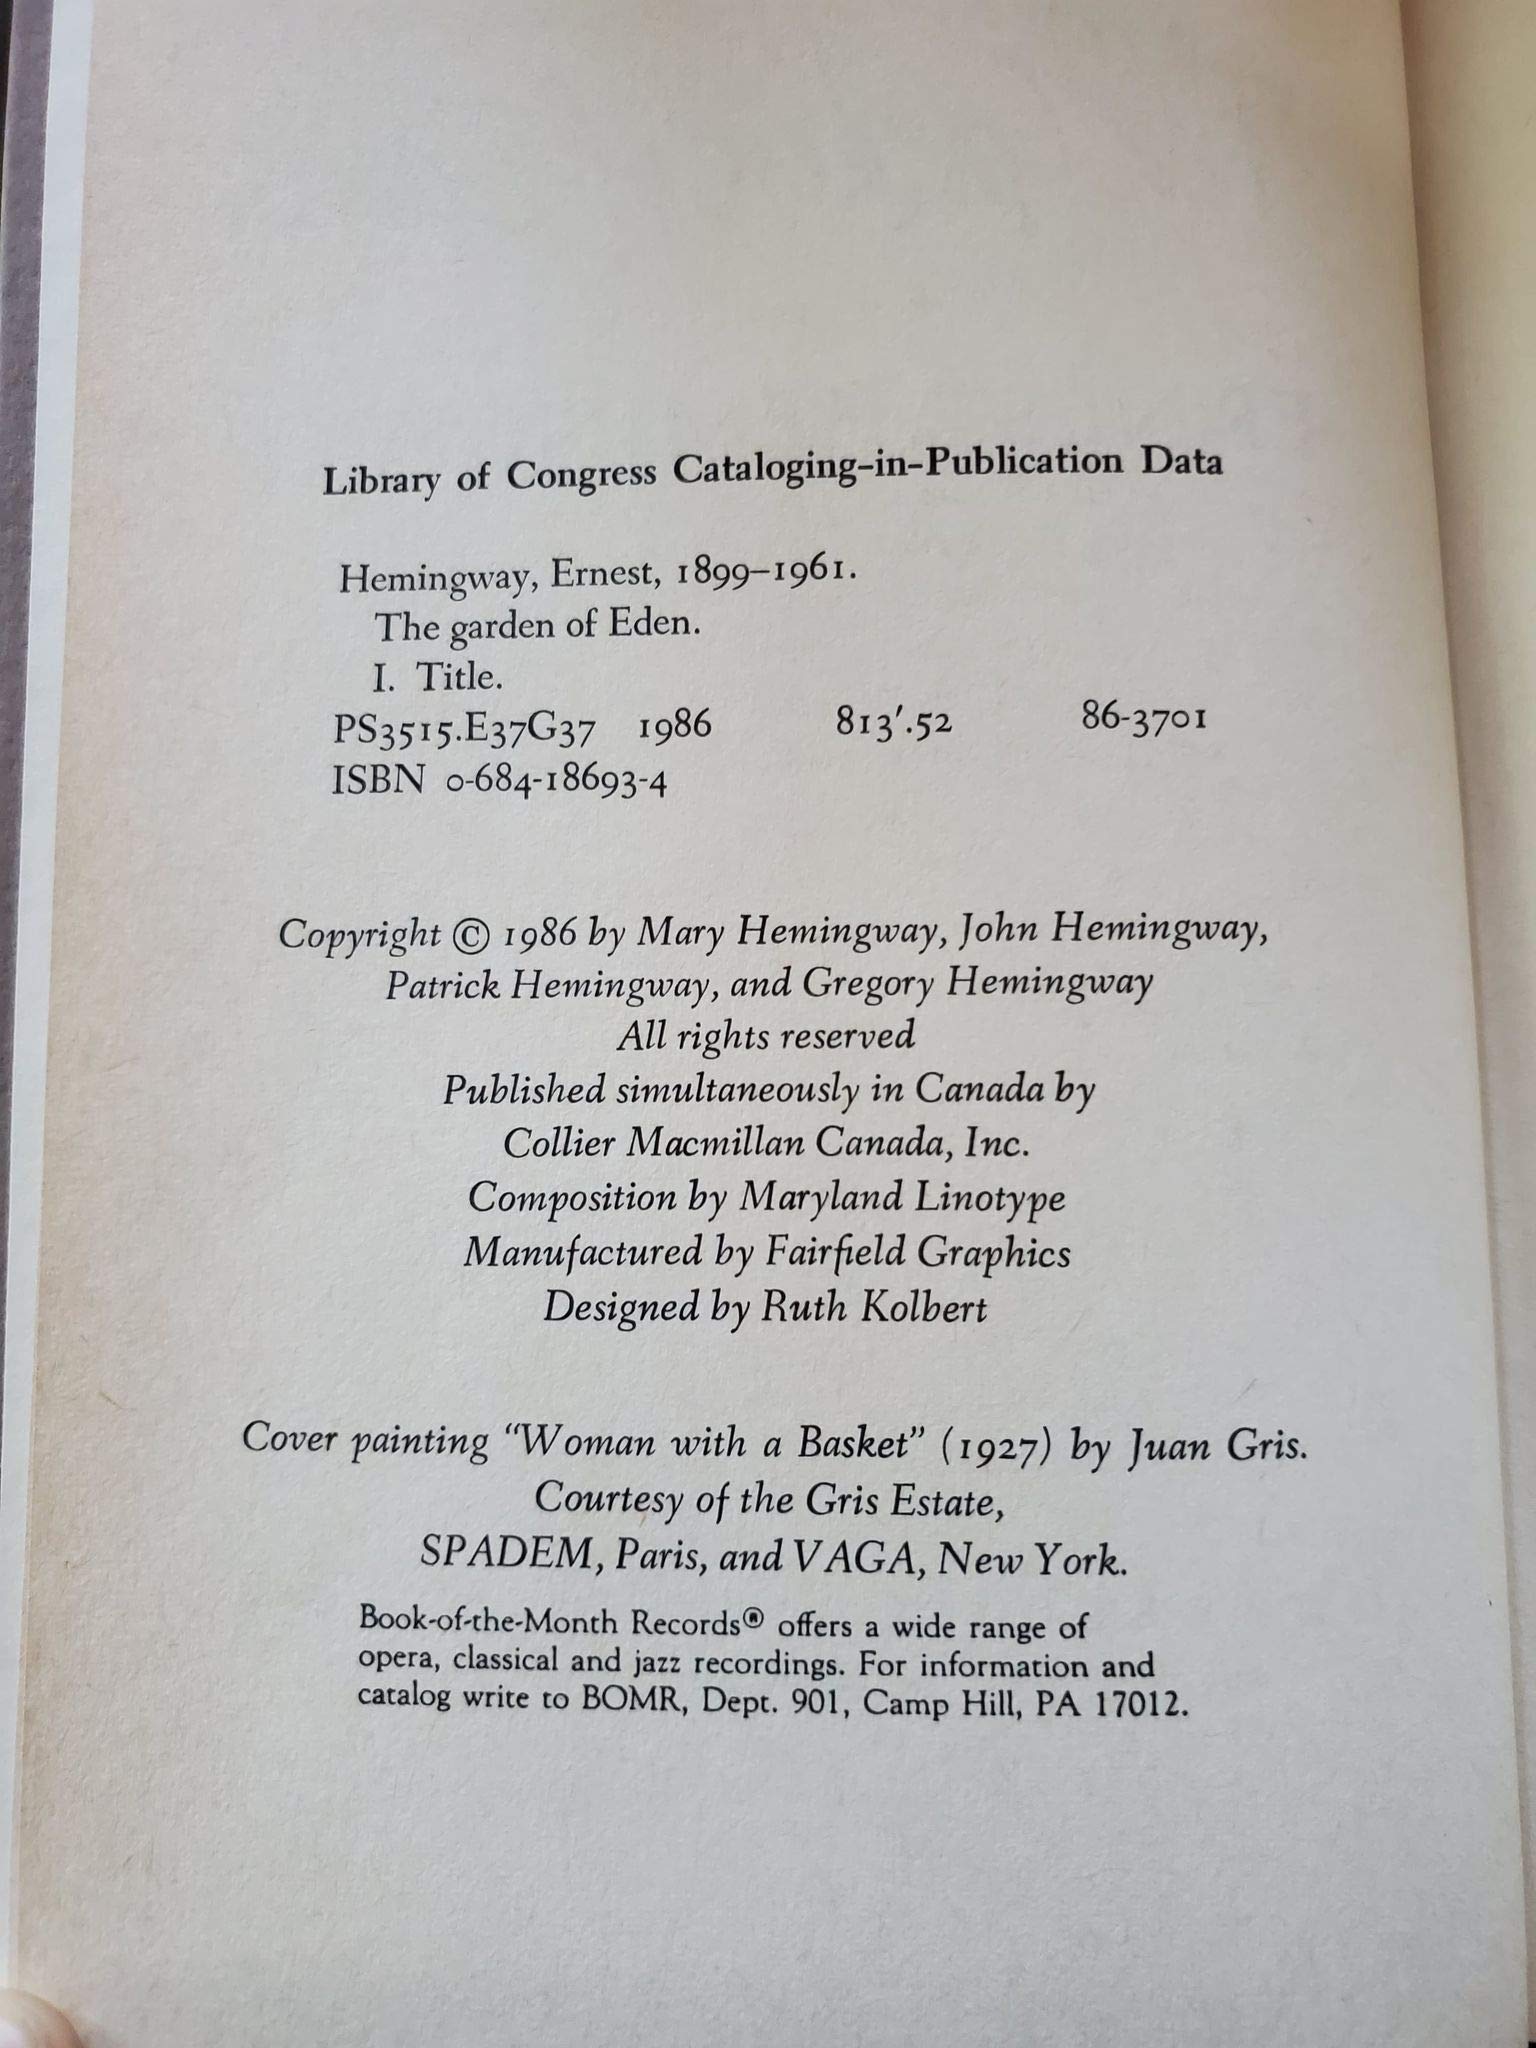 Library of Congress Cataloging-in-Publication Data
Hemingway, Ernest, 1899–1961.
The garden of Eden.
I. Title.
PS3515.E37G37 1986 813′.52 86-3701
ISBN 0-684-18693-4
Copyright © 1986 by Mary Hemingway, John Hemingway,
Patrick Hemingway, and Gregory Hemingway
All rights reserved
Published simultaneously in Canada by
Collier Macmillan Canada, Inc.
Composition by Maryland Linotype
Manufactured by Fairfield Graphics
Designed by Ruth Kolbert
Cover painting “Woman with a Basket” (1927) by Juan Gris.
Courtesy of the Gris Estate,
SPADEM, Paris, and VAGA, New York.
Book-of-the-Month Records® offers a wide range of
opera, classical and jazz recordings. For information and
catalog write to BOMR, Dept. 901, Camp Hill, PA 17012.